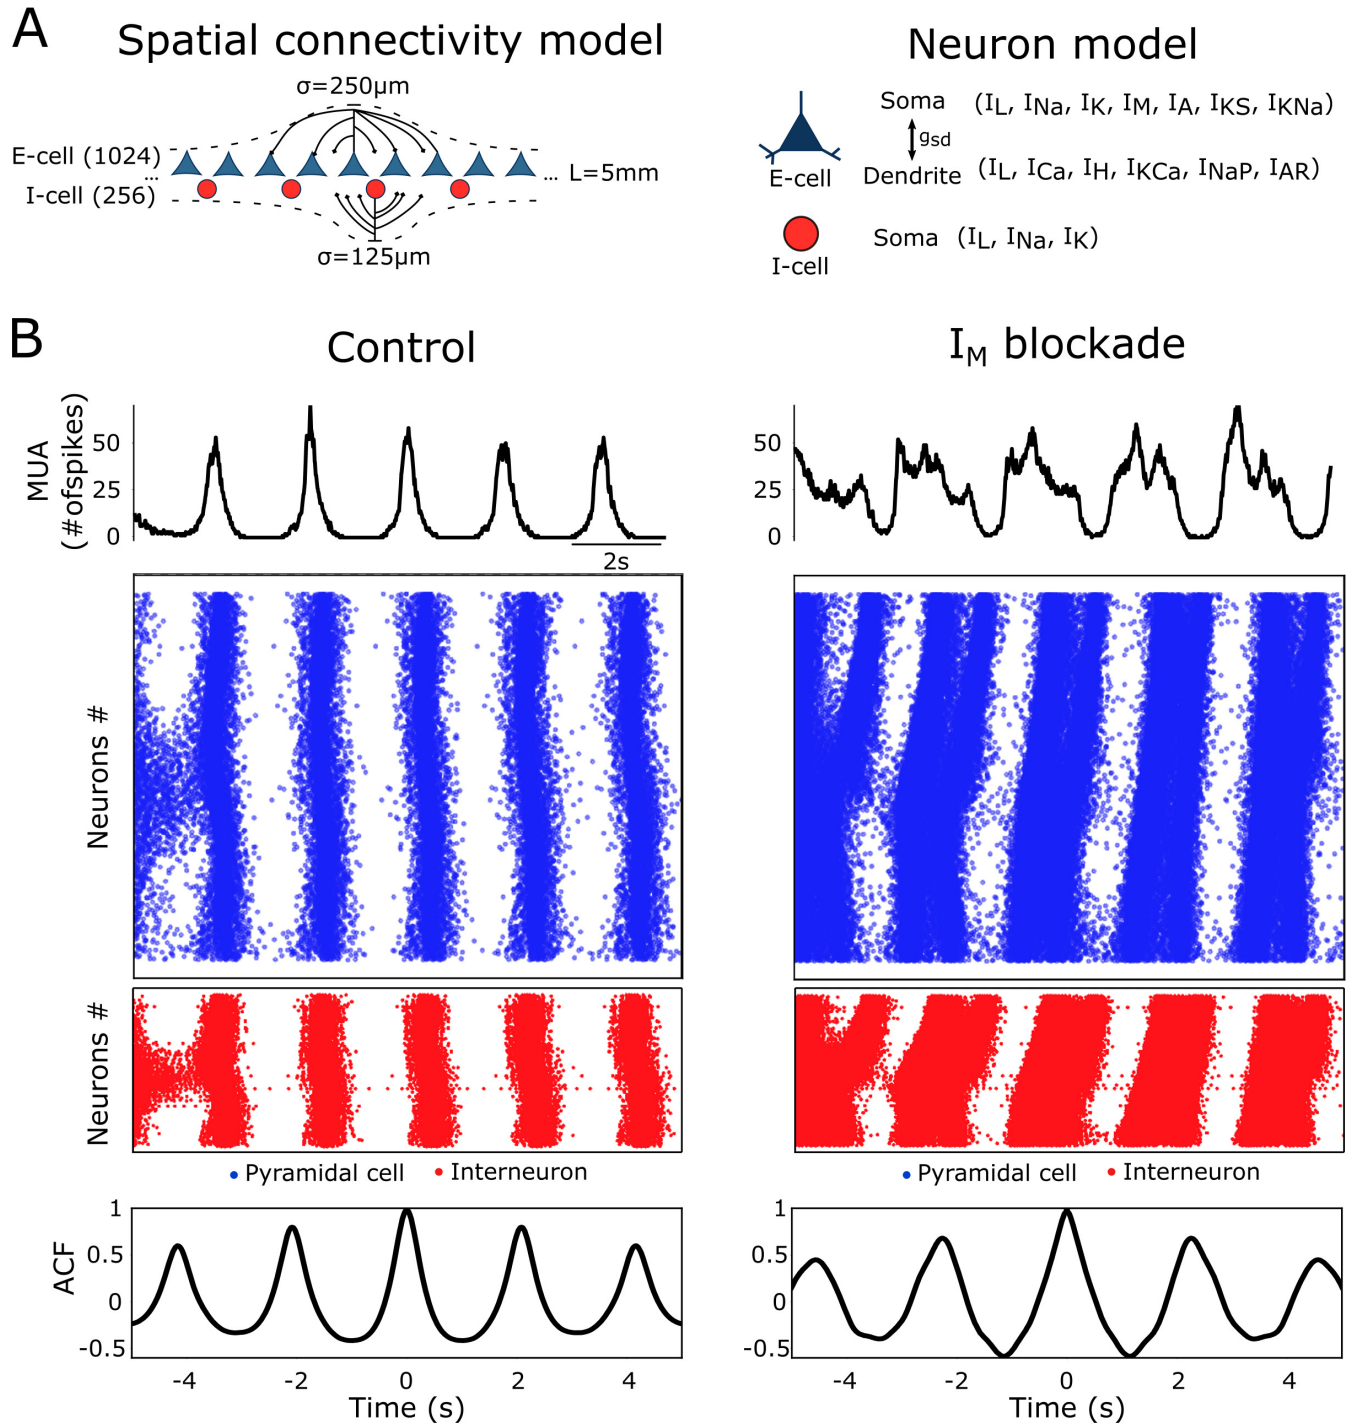 A
Spatial connectivity model
σ=250µm
E-cell (1024)
...
... L=5mm
I-cell (256)
σ=125µm
Neuron model
Soma (IL, INa, IK, IM, IA, IKS, IKNa)
gsd
E-cell
Dendrite (IL, ICa, IH, IKCa, INaP, IAR)
Soma (IL, INa, IK)
I-cell
B
Control
IM blockade
MUA
(#ofspikes)
50
25
0
2s
50
25
0
Neurons #
Neurons #
Pyramidal cell Interneuron
Pyramidal cell Interneuron
ACF
1
0.5
0
-0.5
-4 -2 0 2 4
Time (s)
1
0.5
0
-0.5
-4 -2 0 2 4
Time (s)